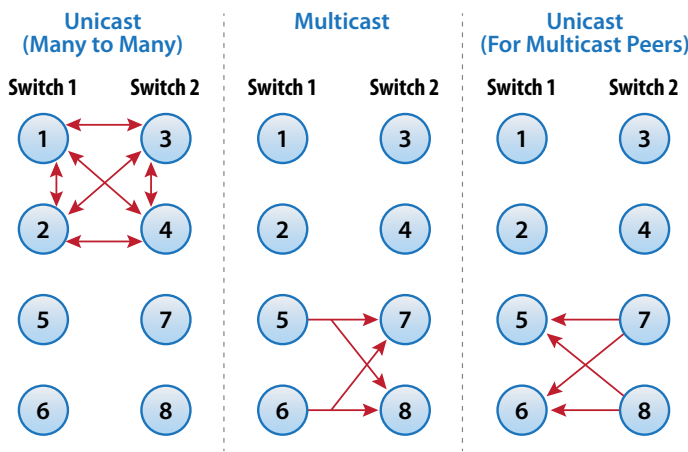 Unicast
(Many to Many)
Switch 1 Switch 2
1 3
2 4
5 7
6 8
Multicast
Switch 1 Switch 2
1 3
2 4
5 7
6 8
Unicast
(For Multicast Peers)
Switch 1 Switch 2
1 3
2 4
5 7
6 8